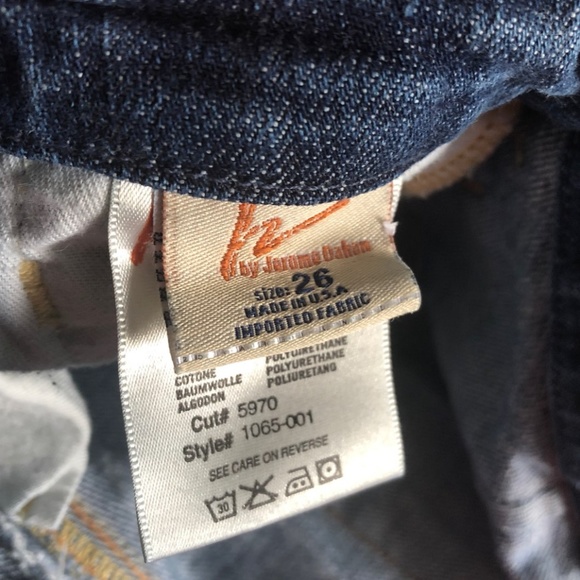 by Jerome Dahan
SIZE: 26
MADE IN U.S.A
IMPORTED FABRIC
POLYURETHANE
COTONE POLYURETHANE
BAUMWOLLE POLIURETANO
ALGODON
Cut# 5970
Style# 1065-001
SEE CARE ON REVERSE
30